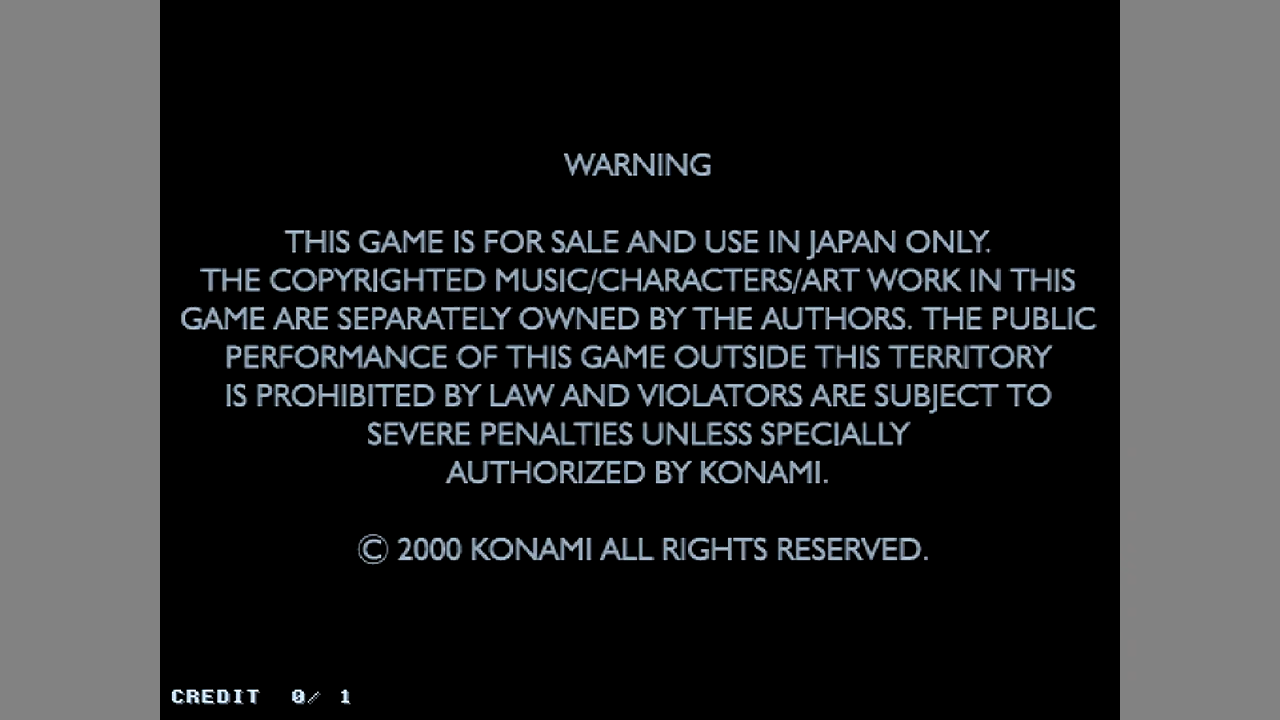 WARNING
THIS GAME IS FOR SALE AND USE IN JAPAN ONLY.
THE COPYRIGHTED MUSIC/CHARACTERS/ART WORK IN THIS
GAME ARE SEPARATELY OWNED BY THE AUTHORS. THE PUBLIC
PERFORMANCE OF THIS GAME OUTSIDE THIS TERRITORY
IS PROHIBITED BY LAW AND VIOLATORS ARE SUBJECT TO
SEVERE PENALTIES UNLESS SPECIALLY
AUTHORIZED BY KONAMI.
© 2000 KONAMI ALL RIGHTS RESERVED.
CREDIT 0/ 1